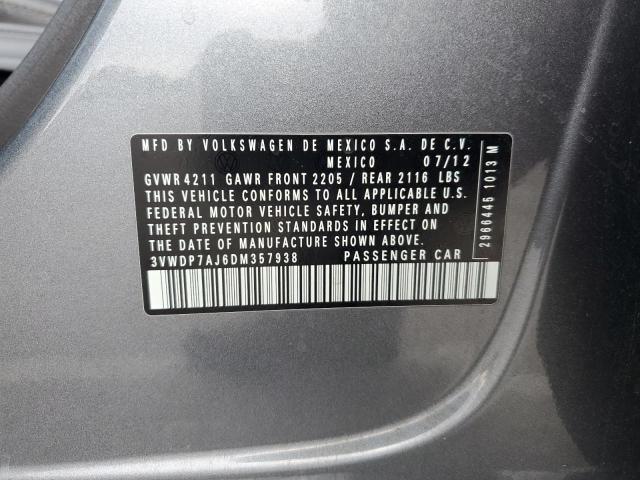 MFD BY VOLKSWAGEN DE MEXICO S.A. DE C.V.
MEXICO 07/12
GVWR 4211 GAWR FRONT 2205 / REAR 2116 LBS
THIS VEHICLE CONFORMS TO ALL APPLICABLE U.S.
FEDERAL MOTOR VEHICLE SAFETY, BUMPER AND
THEFT PREVENTION STANDARDS IN EFFECT ON
THE DATE OF MANUFACTURE SHOWN ABOVE.
3VWDP7AJ6DM357938 PASSENGER CAR
2966445 1013 M